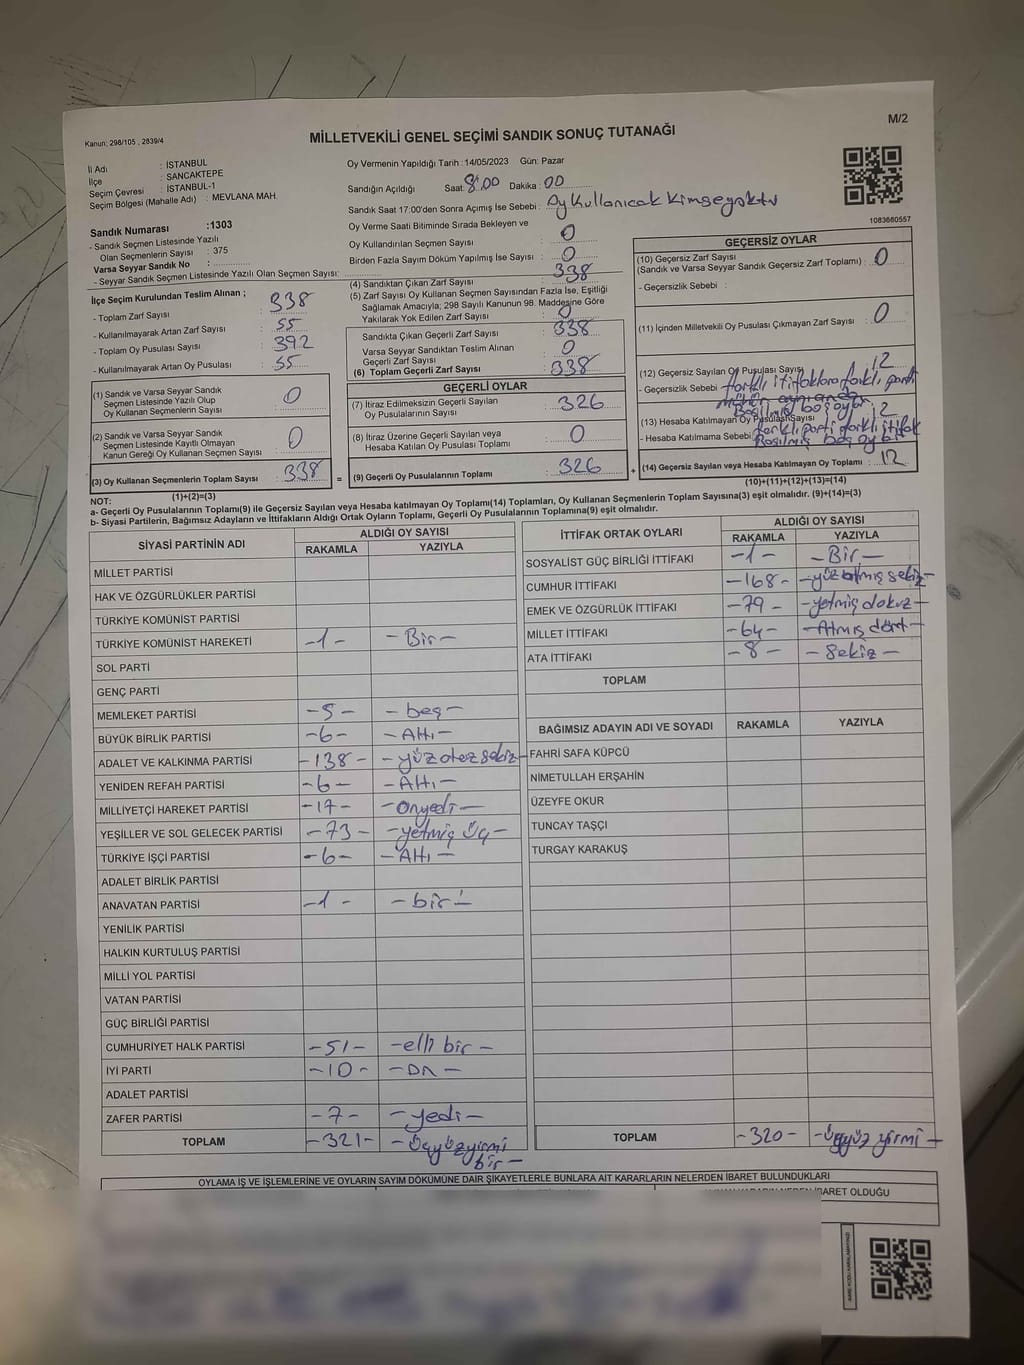 M/2
Kanun: 298/105 , 2839/4
MİLLETVEKİLİ GENEL SEÇİMİ SANDIK SONUÇ TUTANAĞI
İl Adı : İSTANBUL
İlçe : SANCAKTEPE
Seçim Çevresi : İSTANBUL-1
Seçim Bölgesi (Mahalle Adı) : MEVLANA MAH.
Oy Vermenin Yapıldığı Tarih :14/05/2023 Gün: Pazar
Sandığın Açıldığı Saat: 8:00 Dakika: 00
Sandık Saat 17:00'den Sonra Açımış İse Sebebi : Oy Kullanıcak Kimse yoktu
1083660557
Sandık Numarası :1303
- Sandık Seçmen Listesinde Yazılı
Olan Seçmenlerin Sayısı : 375
Varsa Seyyar Sandık No :
- Seyyar Sandık Seçmen Listesinde Yazılı Olan Seçmen Sayısı:
Oy Verme Saati Bitiminde Sırada Bekleyen ve
Oy Kullandırılan Seçmen Sayısı : 0
Birden Fazla Sayım Döküm Yapılmış İse Sayısı : 0
İlçe Seçim Kurulundan Teslim Alınan ;
- Toplam Zarf Sayısı : 338
- Kullanılmayarak Artan Zarf Sayısı : 55
- Toplam Oy Pusulası Sayısı : 392
- Kullanılmayarak Artan Oy Pusulası : 55
(4) Sandıktan Çıkan Zarf Sayısı : 338
(5) Zarf Sayısı Oy Kullanan Seçmen Sayısından Fazla İse, Eşitliği
Sağlamak Amacıyla; 298 Sayılı Kanunun 98. Maddesine Göre
Yakılarak Yok Edilen Zarf Sayısı : 0
Sandıkta Çıkan Geçerli Zarf Sayısı : 338
Varsa Seyyar Sandıktan Teslim Alınan
Geçerli Zarf Sayısı : 0
(6) Toplam Geçerli Zarf Sayısı : 338
(1) Sandık ve Varsa Seyyar Sandık
Seçmen Listesinde Yazılı Olup
Oy Kullanan Seçmenlerin Sayısı : 0
(2) Sandık ve Varsa Seyyar Sandık
Seçmen Listesinde Kayıtlı Olmayan
Kanun Gereği Oy Kullanan Seçmen Sayısı : 0
(3) Oy Kullanan Seçmenlerin Toplam Sayısı : 338
(1)+(2)=(3)
GEÇERLİ OYLAR
(7) İtiraz Edilmeksizin Geçerli Sayılan
Oy Pusulalarının Sayısı : 326
(8) İtiraz Üzerine Geçerli Sayılan veya
Hesaba Katılan Oy Pusulası Toplamı : 0
= (9) Geçerli Oy Pusulalarının Toplamı : 326 +
GEÇERSİZ OYLAR
(10) Geçersiz Zarf Sayısı
(Sandık ve Varsa Seyyar Sandık Geçersiz Zarf Toplamı) : 0
- Geçersizlik Sebebi :
(11) İçinden Milletvekili Oy Pusulası Çıkmayan Zarf Sayısı : 0
(12) Geçersiz Sayılan Oy Pusulası Sayısı : 12
- Geçersizlik Sebebi : farklı itifaklara farklı parti
mühür aynı anda
Basılmış boş oylar
(13) Hesaba Katılmayan Oy Pusulası Sayısı : 12
- Hesaba Katılmama Sebebi : farklı parti farklı itifak
Basılmış boş oy
(14) Geçersiz Sayılan veya Hesaba Katılmayan Oy Toplamı : 12
(10)+(11)+(12)+(13)=(14)
NOT:
a- Geçerli Oy Pusulalarının Toplamı(9) ile Geçersiz Sayılan veya Hesaba katılmayan Oy Toplamı(14) Toplamları, Oy Kullanan Seçmenlerin Toplam Sayısına(3) eşit olmalıdır. (9)+(14)=(3)
b- Siyasi Partilerin, Bağımsız Adayların ve İttifakların Aldığı Ortak Oyların Toplamı, Geçerli Oy Pusulalarının Toplamına(9) eşit olmalıdır.
SİYASİ PARTİNİN ADI ALDIĞI OY SAYISI
RAKAMLA YAZIYLA
MİLLET PARTİSİ
HAK VE ÖZGÜRLÜKLER PARTİSİ
TÜRKİYE KOMÜNİST PARTİSİ
TÜRKİYE KOMÜNİST HAREKETİ -1- -Bir-
SOL PARTİ
GENÇ PARTİ
MEMLEKET PARTİSİ -5- -beş-
BÜYÜK BİRLİK PARTİSİ -6- -Altı-
ADALET VE KALKINMA PARTİSİ -138- -yüz otuz sekiz-
YENİDEN REFAH PARTİSİ -6- -Altı-
MİLLİYETÇİ HAREKET PARTİSİ -17- -Onyedi-
YEŞİLLER VE SOL GELECEK PARTİSİ -73- -yetmiş Üç-
TÜRKİYE İŞÇİ PARTİSİ -6- -Altı-
ADALET BİRLİK PARTİSİ
ANAVATAN PARTİSİ -1- -bir-
YENİLİK PARTİSİ
HALKIN KURTULUŞ PARTİSİ
MİLLİ YOL PARTİSİ
VATAN PARTİSİ
GÜÇ BİRLİĞİ PARTİSİ
CUMHURİYET HALK PARTİSİ -51- -elli bir-
İYİ PARTİ -10- -On-
ADALET PARTİSİ
ZAFER PARTİSİ -7- -yedi-
TOPLAM -321- -Üçyüzyirmi
bir-
İTTİFAK ORTAK OYLARI ALDIĞI OY SAYISI
RAKAMLA YAZIYLA
SOSYALİST GÜÇ BİRLİĞİ İTTİFAKI -1- -Bir-
CUMHUR İTTİFAKI -168- -yüz atmış sekiz-
EMEK VE ÖZGÜRLÜK İTTİFAKI -79- -yetmiş dokuz-
MİLLET İTTİFAKI -64- -Atmış dört-
ATA İTTİFAKI -8- -Sekiz-
TOPLAM
BAĞIMSIZ ADAYIN ADI VE SOYADI RAKAMLA YAZIYLA
FAHRİ SAFA KÜPCÜ
NİMETULLAH ERŞAHİN
ÜZEYFE OKUR
TUNCAY TAŞÇI
TURGAY KARAKUŞ
TOPLAM -320- -üçyüz yirmi-
OYLAMA İŞ VE İŞLEMLERİNE VE OYLARIN SAYIM DÖKÜMÜNE DAİR ŞİKAYETLERLE BUNLARA AİT KARARLARIN NELERDEN İBARET BULUNDUKLARI
İBARET OLDUĞU
KARE KODU KARALAMAYINIZ!